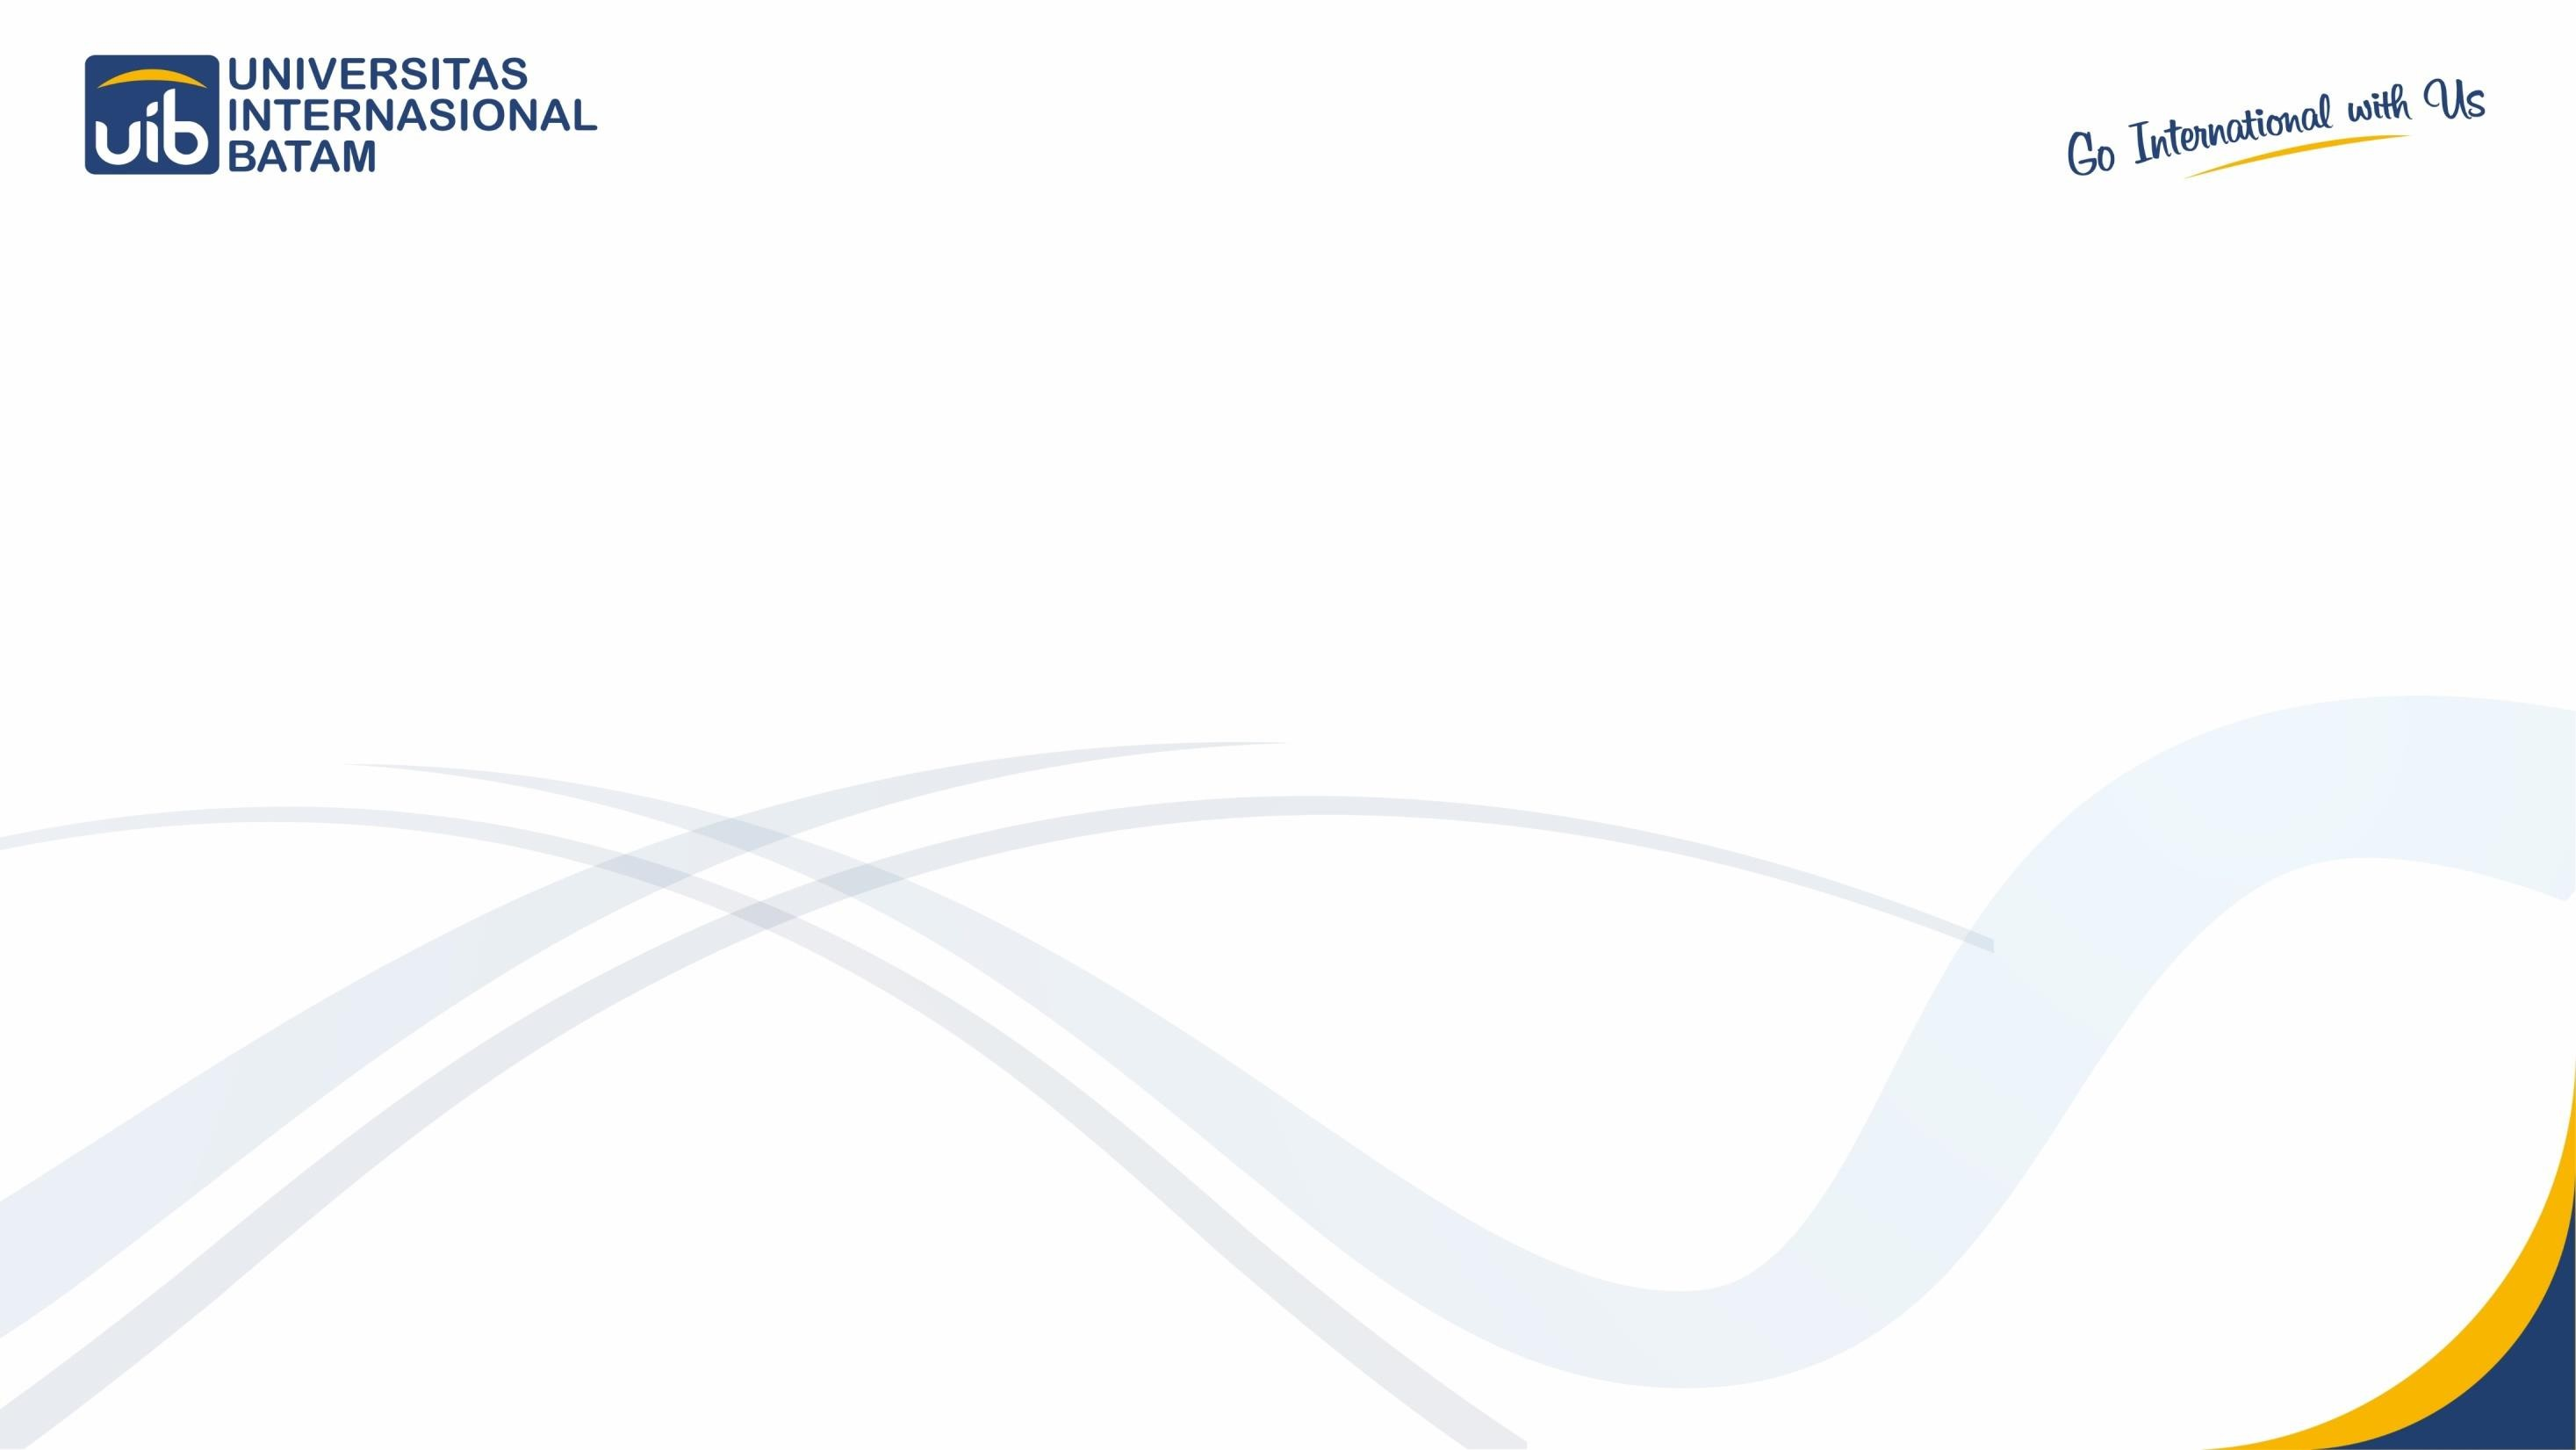 uib
UNIVERSITAS
INTERNASIONAL
BATAM
Go International with Us